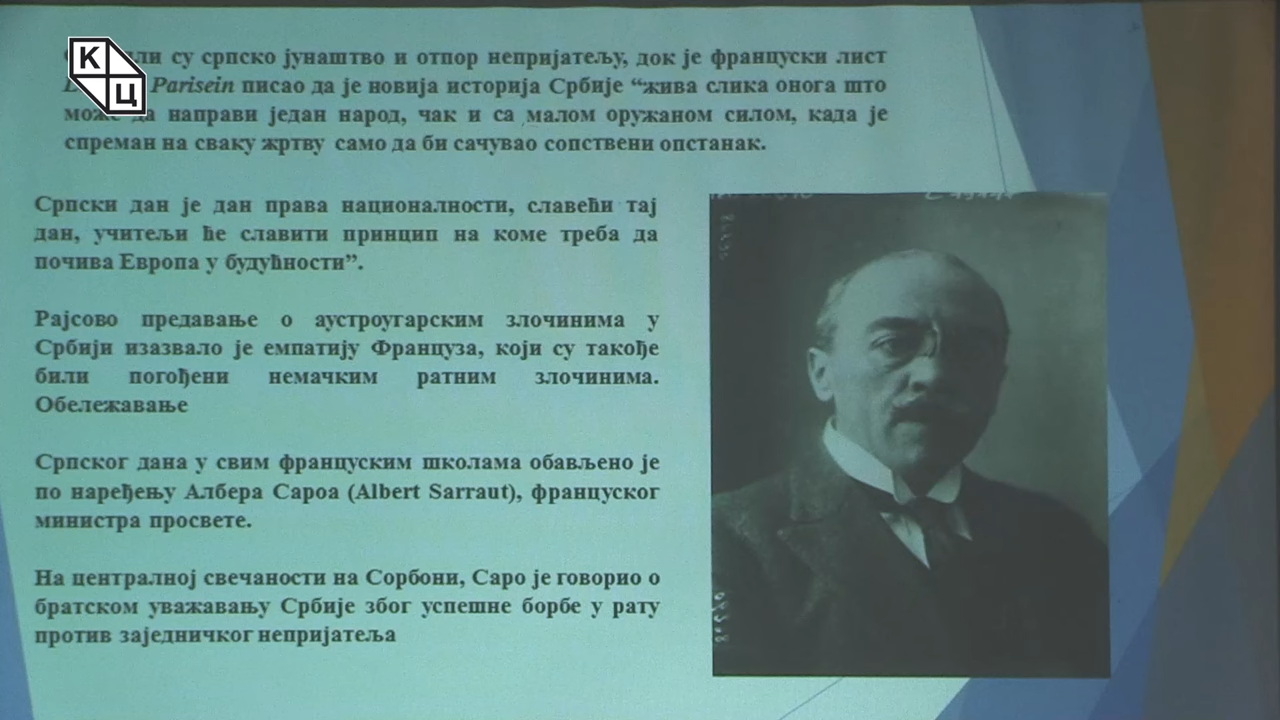 К
Ц
су српско јунаштво и отпор непријатељу, док је француски лист
Parisein писао да је новија историја Србије “жива слика онога што
може да направи један народ, чак и са малом оружаном силом, када је
спреман на сваку жртву само да би сачувао сопствени опстанак.
Српски дан је дан права националности, славећи тај
дан, учитељи ће славити принцип на коме треба да
почива Европа у будућности”.
Рајсово предавање о аустроугарским злочинима у
Србији изазвало је емпатију Француза, који су такође
били погођени немачким ратним злочинима.
Обележавање
Српског дана у свим француским школама обављено је
по наређењу Албера Сароа (Albert Sarraut), француског
министра просвете.
На централној свечаности на Сорбони, Саро је говорио о
братском уважавању Србије због успешне борбе у рату
против заједничког непријатеља